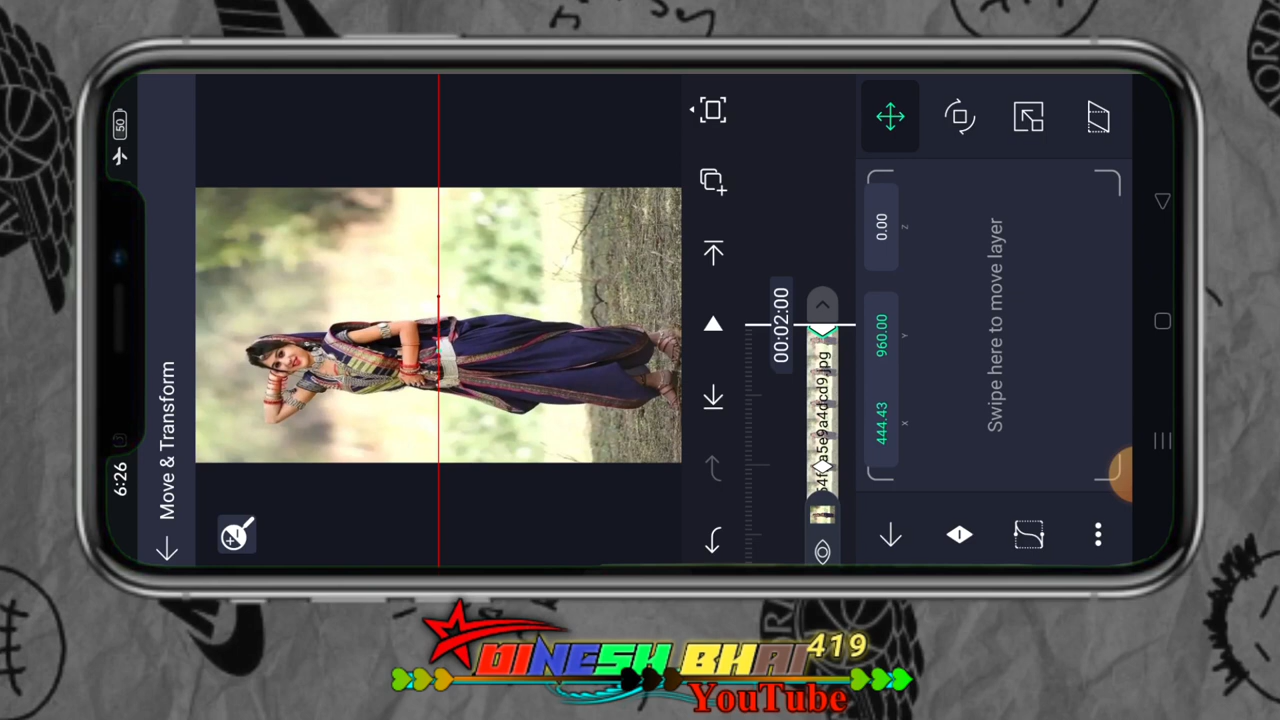 6:26
50
Move & Transform
00:02:00
a5e9a4dcd9.jpg
444.43
X
960.00
Y
0.00
Z
Swipe here to move layer
DINESH BHAI 419
YouTube